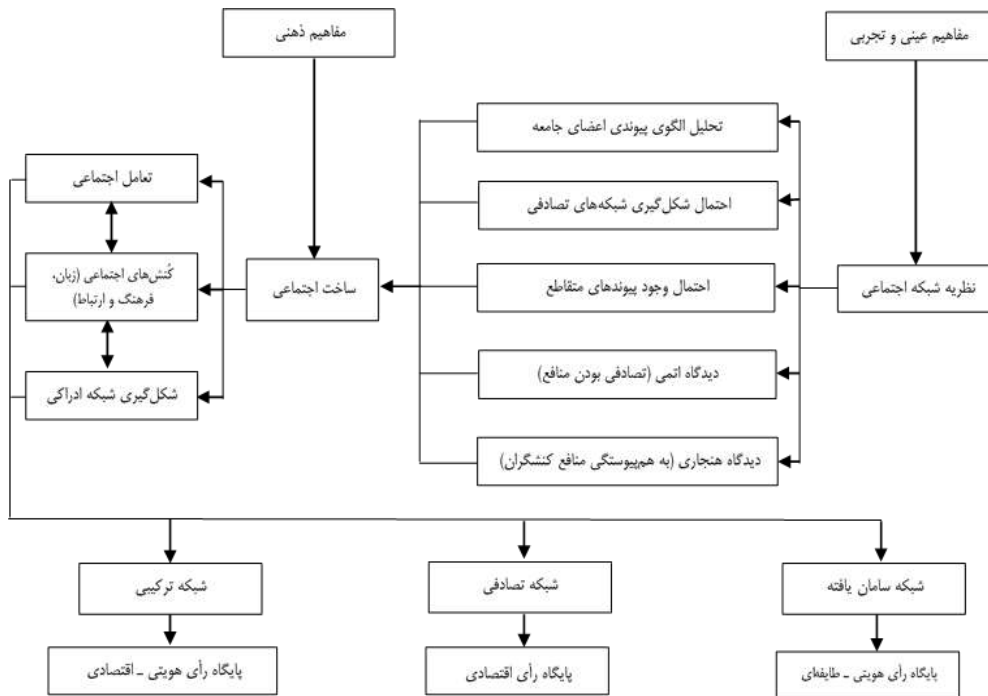 مفاهیم عینی و تجربی
مفاهیم ذهنی
تحلیل الگوی پیوندی اعضای جامعه
احتمال شکل‌گیری شبکه‌های تصادفی
احتمال وجود پیوندهای متقاطع
دیدگاه اتمی (تصادفی بودن منافع)
دیدگاه هنجاری (به هم‌پیوستگی منافع کنشگران)
نظریه شبکه اجتماعی
ساخت اجتماعی
تعامل اجتماعی
کُنش‌های اجتماعی (زبان،
فرهنگ و ارتباط)
شکل‌گیری شبکه ادراکی
شبکه سامان یافته
شبکه تصادفی
شبکه ترکیبی
پایگاه رأی هویتی ـ طایفه‌ای
پایگاه رأی اقتصادی
پایگاه رأی هویتی ـ اقتصادی